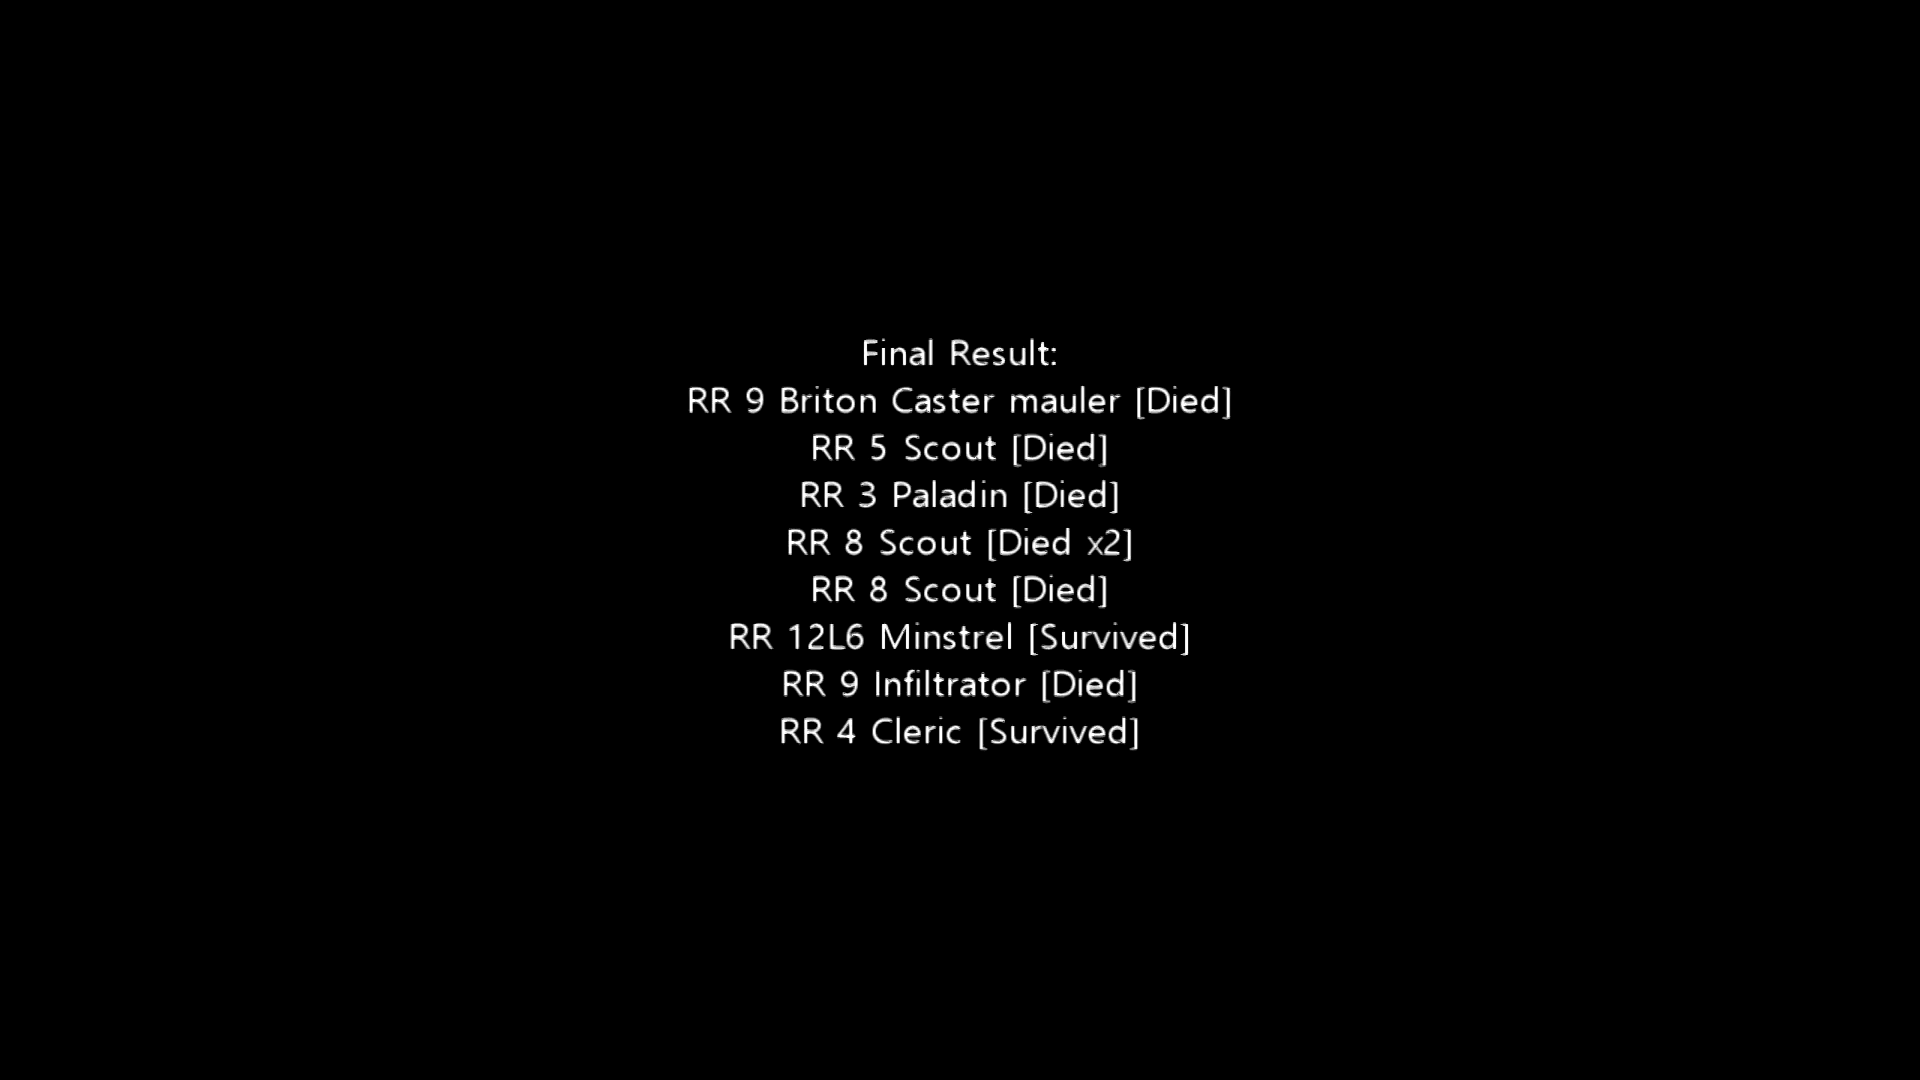 Final Result:
RR 9 Briton Caster mauler [Died]
RR 5 Scout [Died]
RR 3 Paladin [Died]
RR 8 Scout [Died x2]
RR 8 Scout [Died]
RR 12L6 Minstrel [Survived]
RR 9 Infiltrator [Died]
RR 4 Cleric [Survived]